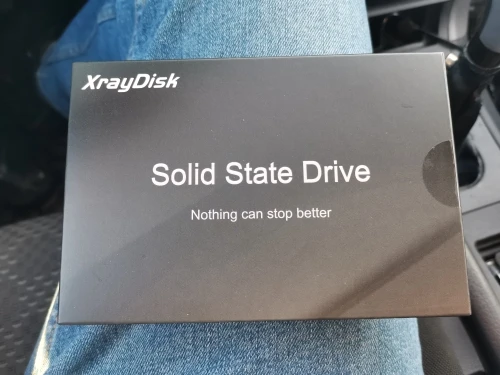 XrayDisk
Solid State Drive
Nothing can stop better